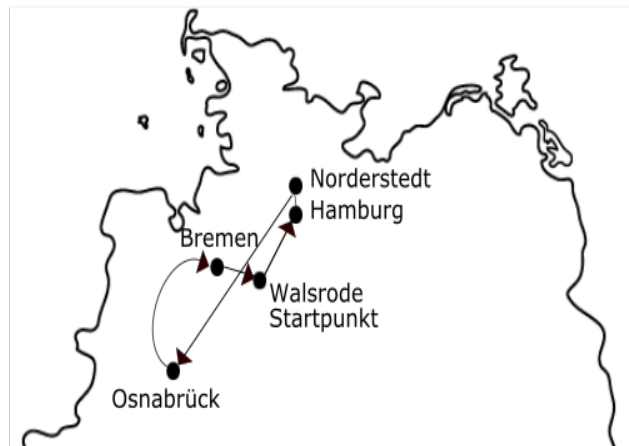 Norderstedt
Hamburg
Bremen
Walsrode
Startpunkt
Osnabrück